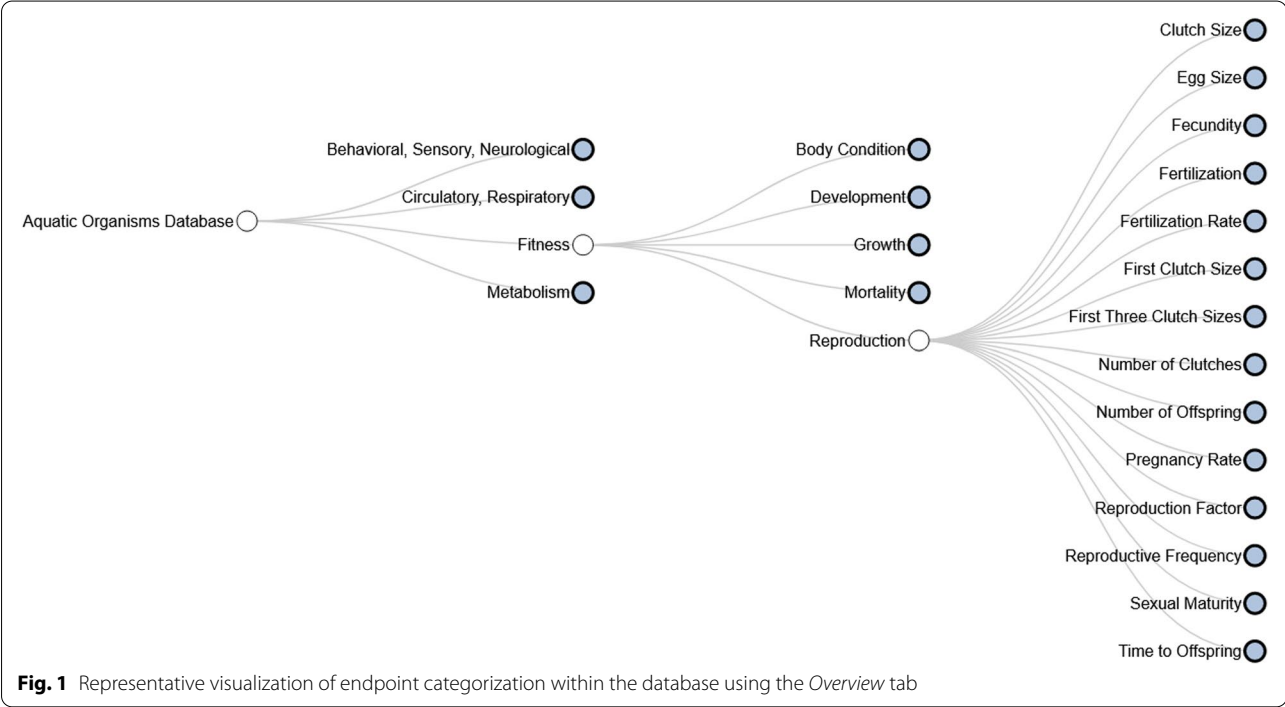 Aquatic Organisms Database
Behavioral, Sensory, Neurological
Circulatory, Respiratory
Fitness
Metabolism
Body Condition
Development
Growth
Mortality
Reproduction
Clutch Size
Egg Size
Fecundity
Fertilization
Fertilization Rate
First Clutch Size
First Three Clutch Sizes
Number of Clutches
Number of Offspring
Pregnancy Rate
Reproduction Factor
Reproductive Frequency
Sexual Maturity
Time to Offspring
Fig. 1 Representative visualization of endpoint categorization within the database using the Overview tab